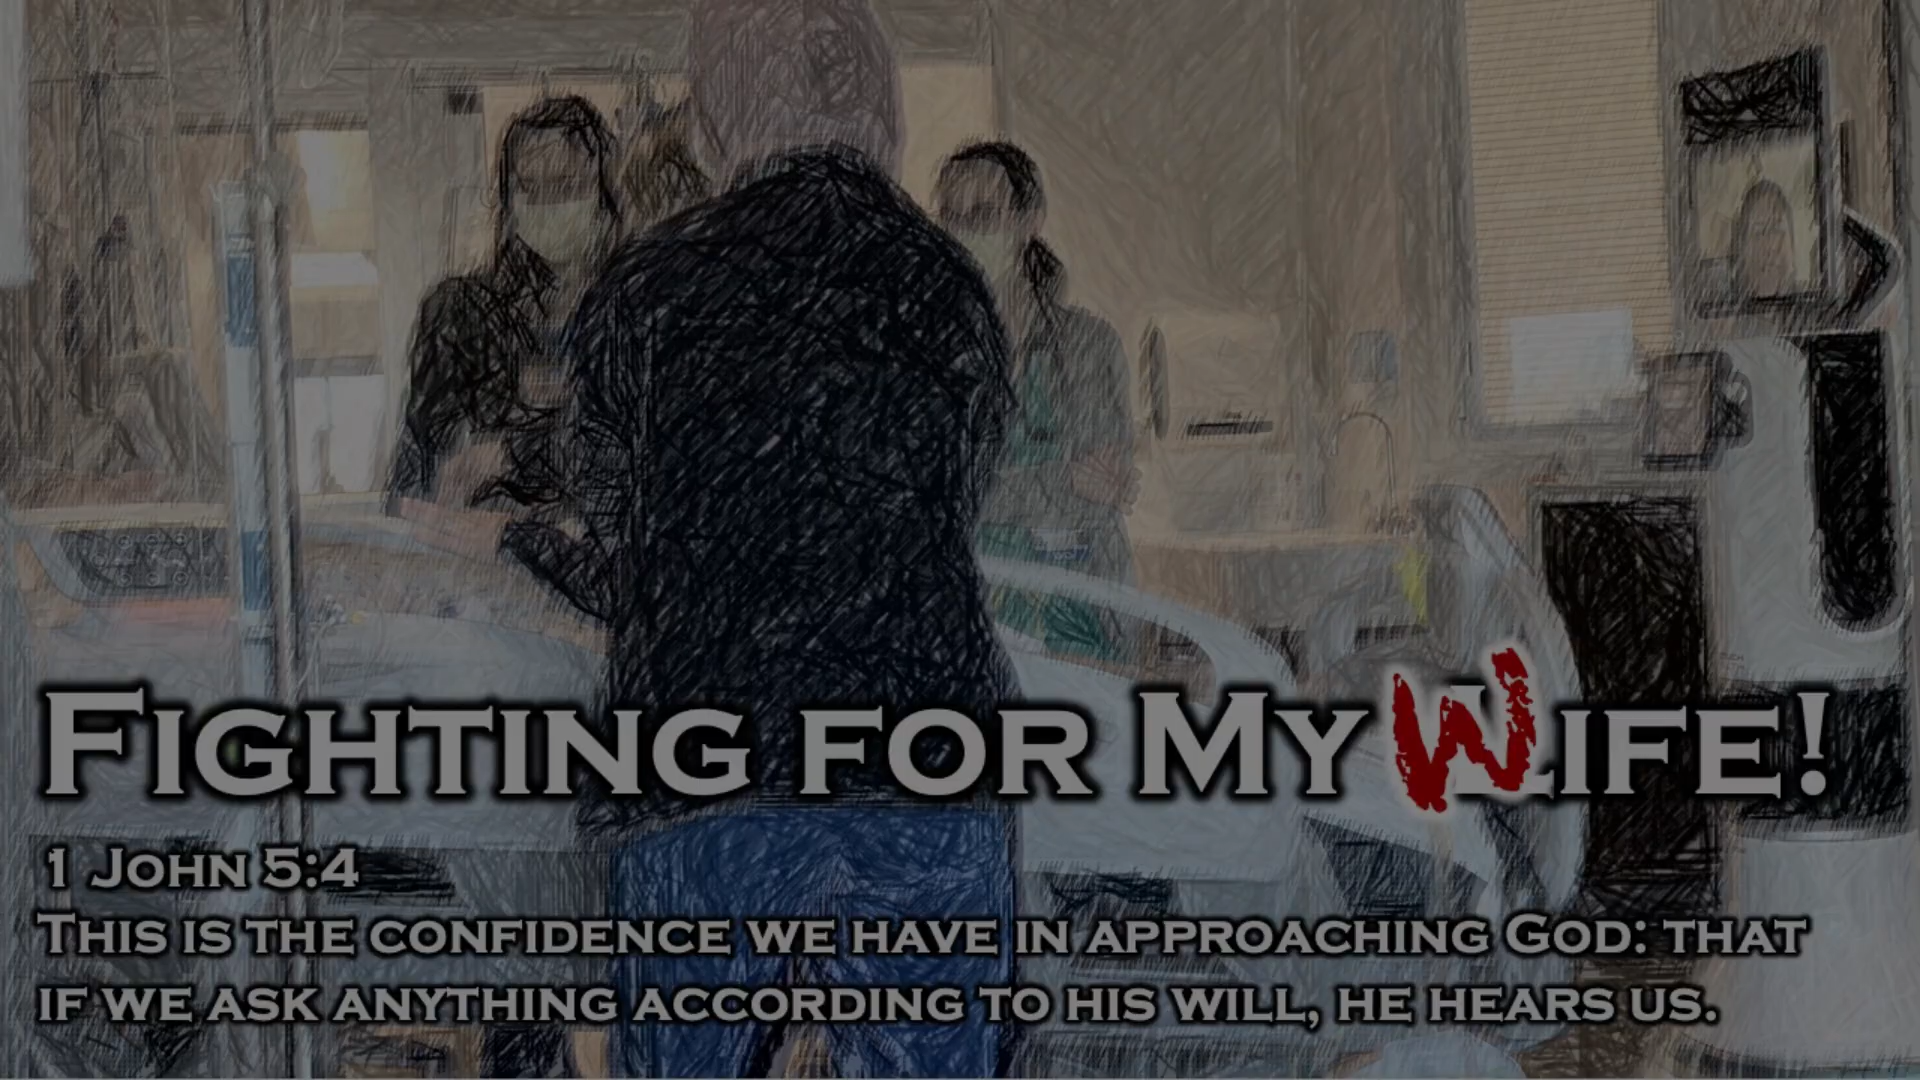 Fighting for My Wife!
1 John 5:4
This is the confidence we have in approaching God: that
if we ask anything according to his will, he hears us.